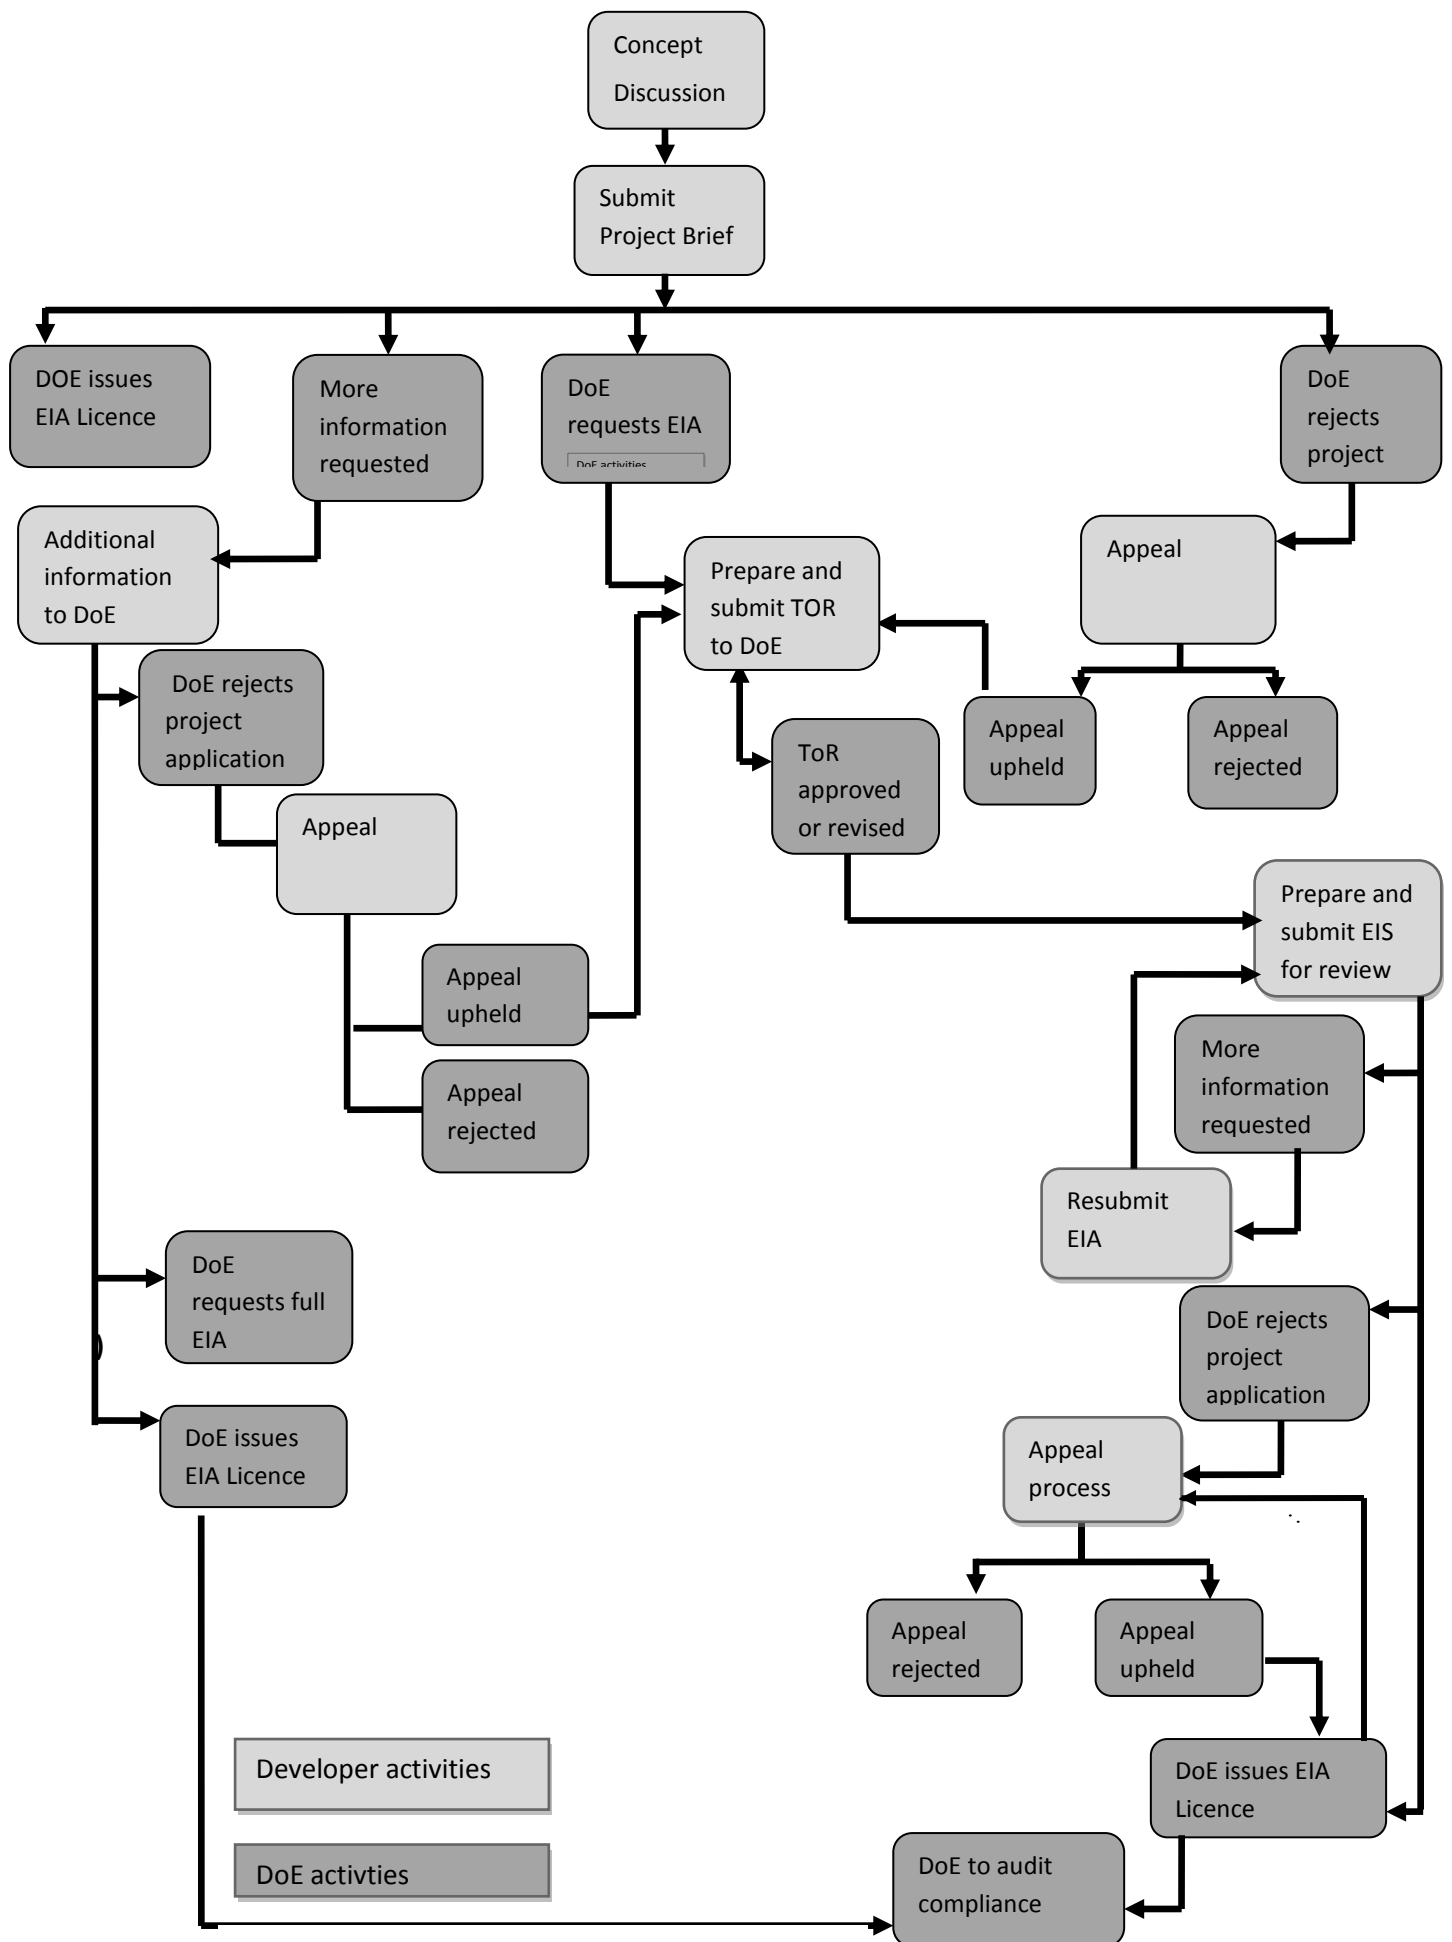 Concept
Discussion
Submit
Project Brief
DOE issues
EIA Licence
More
information
requested
DoE
requests EIA
DoE activities
DoE
rejects
project
Additional
information
to DoE
Prepare and
submit TOR
to DoE
Appeal
DoE rejects
project
application
ToR
approved
or revised
Appeal
upheld
Appeal
rejected
Appeal
Prepare and
submit EIS
for review
Appeal
upheld
More
information
requested
Appeal
rejected
Resubmit
EIA
DoE
requests full
EIA
DoE rejects
project
application
DoE issues
EIA Licence
Appeal
process
Appeal
rejected
Appeal
upheld
Developer activities
DoE issues EIA
Licence
DoE activties
DoE to audit
compliance